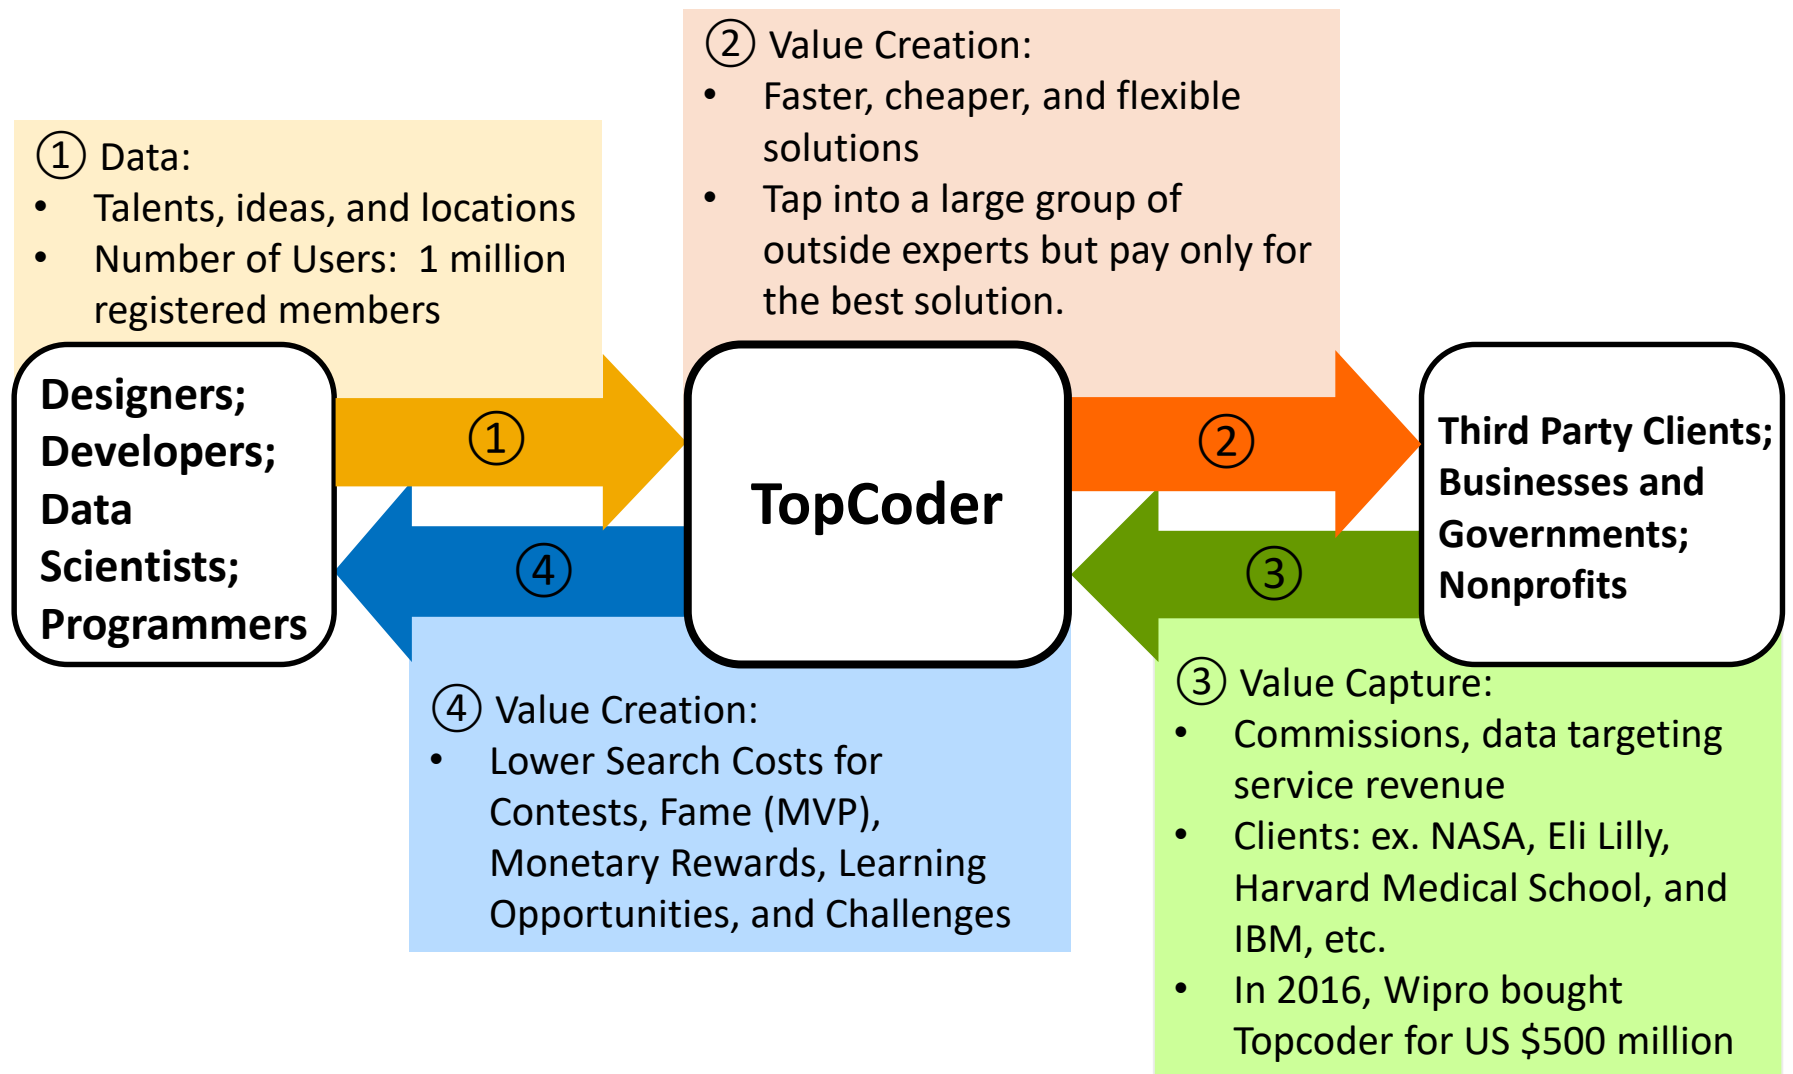 ① Data:
• Talents, ideas, and locations
• Number of Users:  1 million
registered members
② Value Creation:
• Faster, cheaper, and flexible
solutions
• Tap into a large group of
outside experts but pay only for
the best solution.
Designers;
Developers;
Data
Scientists;
Programmers
①
④
TopCoder
②
③
Third Party Clients;
Businesses and
Governments;
Nonprofits
④ Value Creation:
• Lower Search Costs for
Contests, Fame (MVP),
Monetary Rewards, Learning
Opportunities, and Challenges
③ Value Capture:
• Commissions, data targeting
service revenue
• Clients: ex. NASA, Eli Lilly,
Harvard Medical School, and
IBM, etc.
• In 2016, Wipro bought
Topcoder for US $500 million